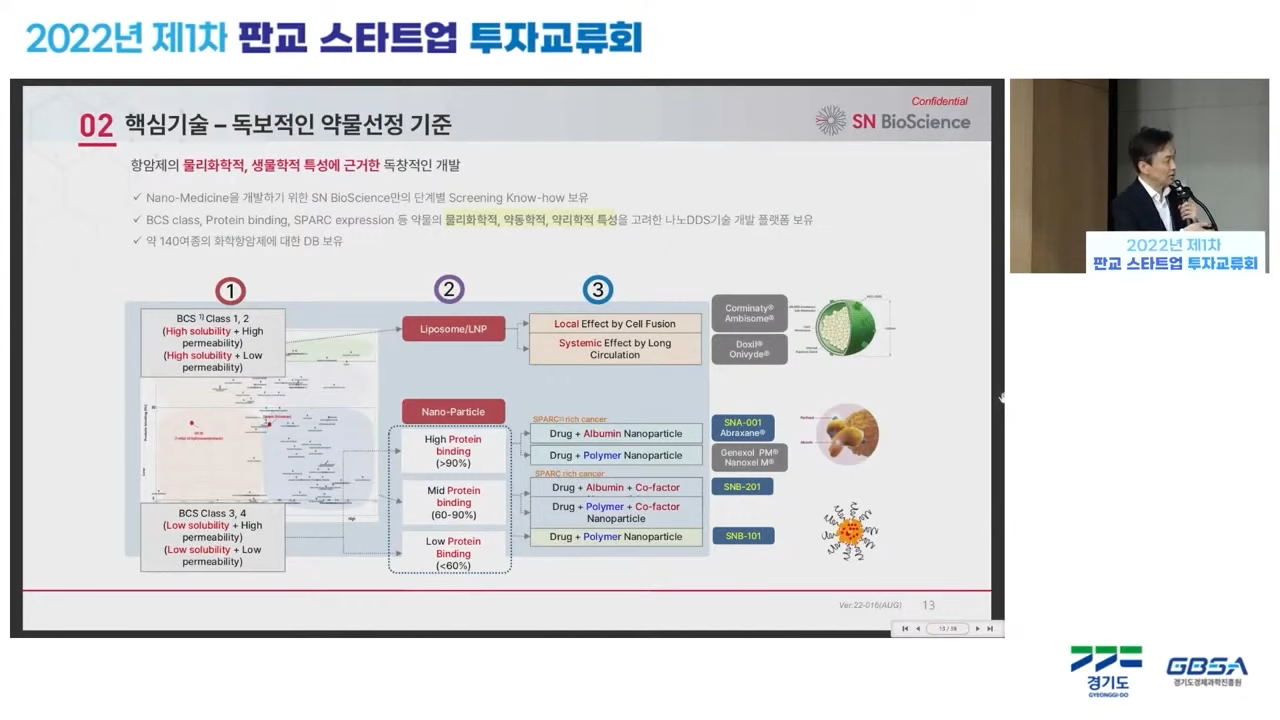 2022년 제1차 판교 스타트업 투자교류회
Confidential
02 핵심기술 – 독보적인 약물선정 기준
SN BioScience
항암제의 물리화학적, 생물학적 특성에 근거한 독창적인 개발
✓ Nano-Medicine을 개발하기 위한 SN BioScience만의 단계별 Screening Know-how 보유
✓ BCS class, Protein binding, SPARC expression 등 약물의 물리화학적, 약동학적, 약리학적 특성을 고려한 나노DDS기술 개발 플랫폼 보유
✓ 약 140여종의 화학항암제에 대한 DB 보유
1
2
3
BCS 1) Class 1, 2
(High solubility + High
permeability)
(High solubility + Low
permeability)
Liposome/LNP
Local Effect by Cell Fusion
Systemic Effect by Long
Circulation
Corminaty®
Ambisome®
Doxil®
Onivyde®
Nano-Particle
High Protein
binding
(>90%)
Mid Protein
binding
(60-90%)
Low Protein
Binding
(<60%)
SPARC rich cancer
Drug + Albumin Nanoparticle
Drug + Polymer Nanoparticle
SPARC rich cancer
Drug + Albumin + Co-factor
Drug + Polymer + Co-factor
Nanoparticle
Drug + Polymer Nanoparticle
SNA-001
Abraxane®
Genexol PM®
Nanoxel M®
SNB-201
SNB-101
High
BCS Class 3, 4
(Low solubility + High
permeability)
(Low solubility + Low
permeability)
Ver.22-016(AUG)
13
2022년 제1차
판교 스타트업 투자교류회
경기도
GYEONGGI-DO
GBSA
경기도경제과학진흥원